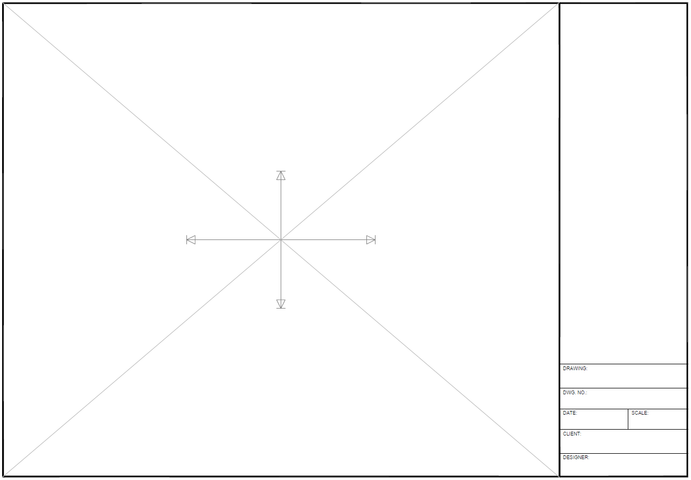 DRAWING:
DWG. NO.:
DATE: SCALE:
CLIENT:
DESIGNER: